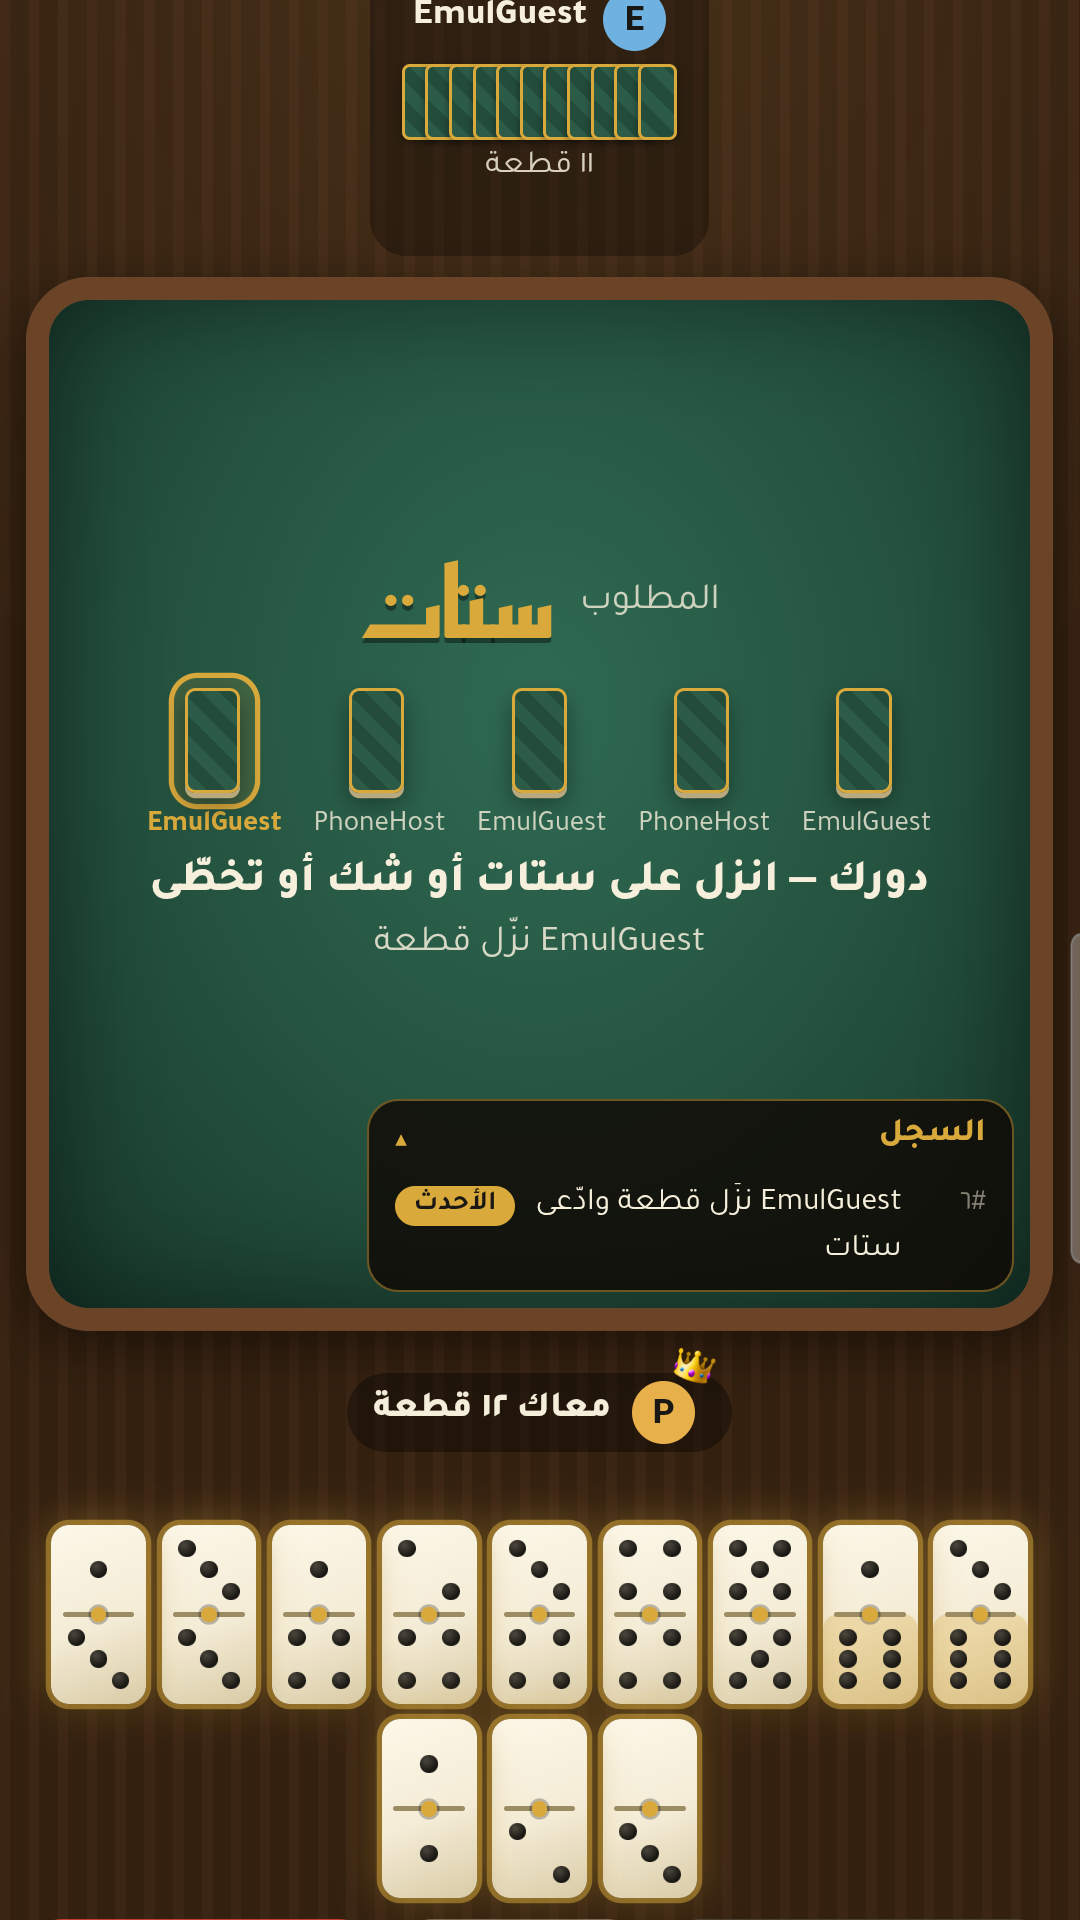 EmulGuest E
١١ قطعة
المطلوب ستات
EmulGuest PhoneHost EmulGuest PhoneHost EmulGuest
دورك – انزل على ستات أو شك أو تخطّى
EmulGuest نزّل قطعة
السجل ▲
#٦ EmulGuest نزّل قطعة وادّعى الأحدث
ستات
P معاك ١٢ قطعة